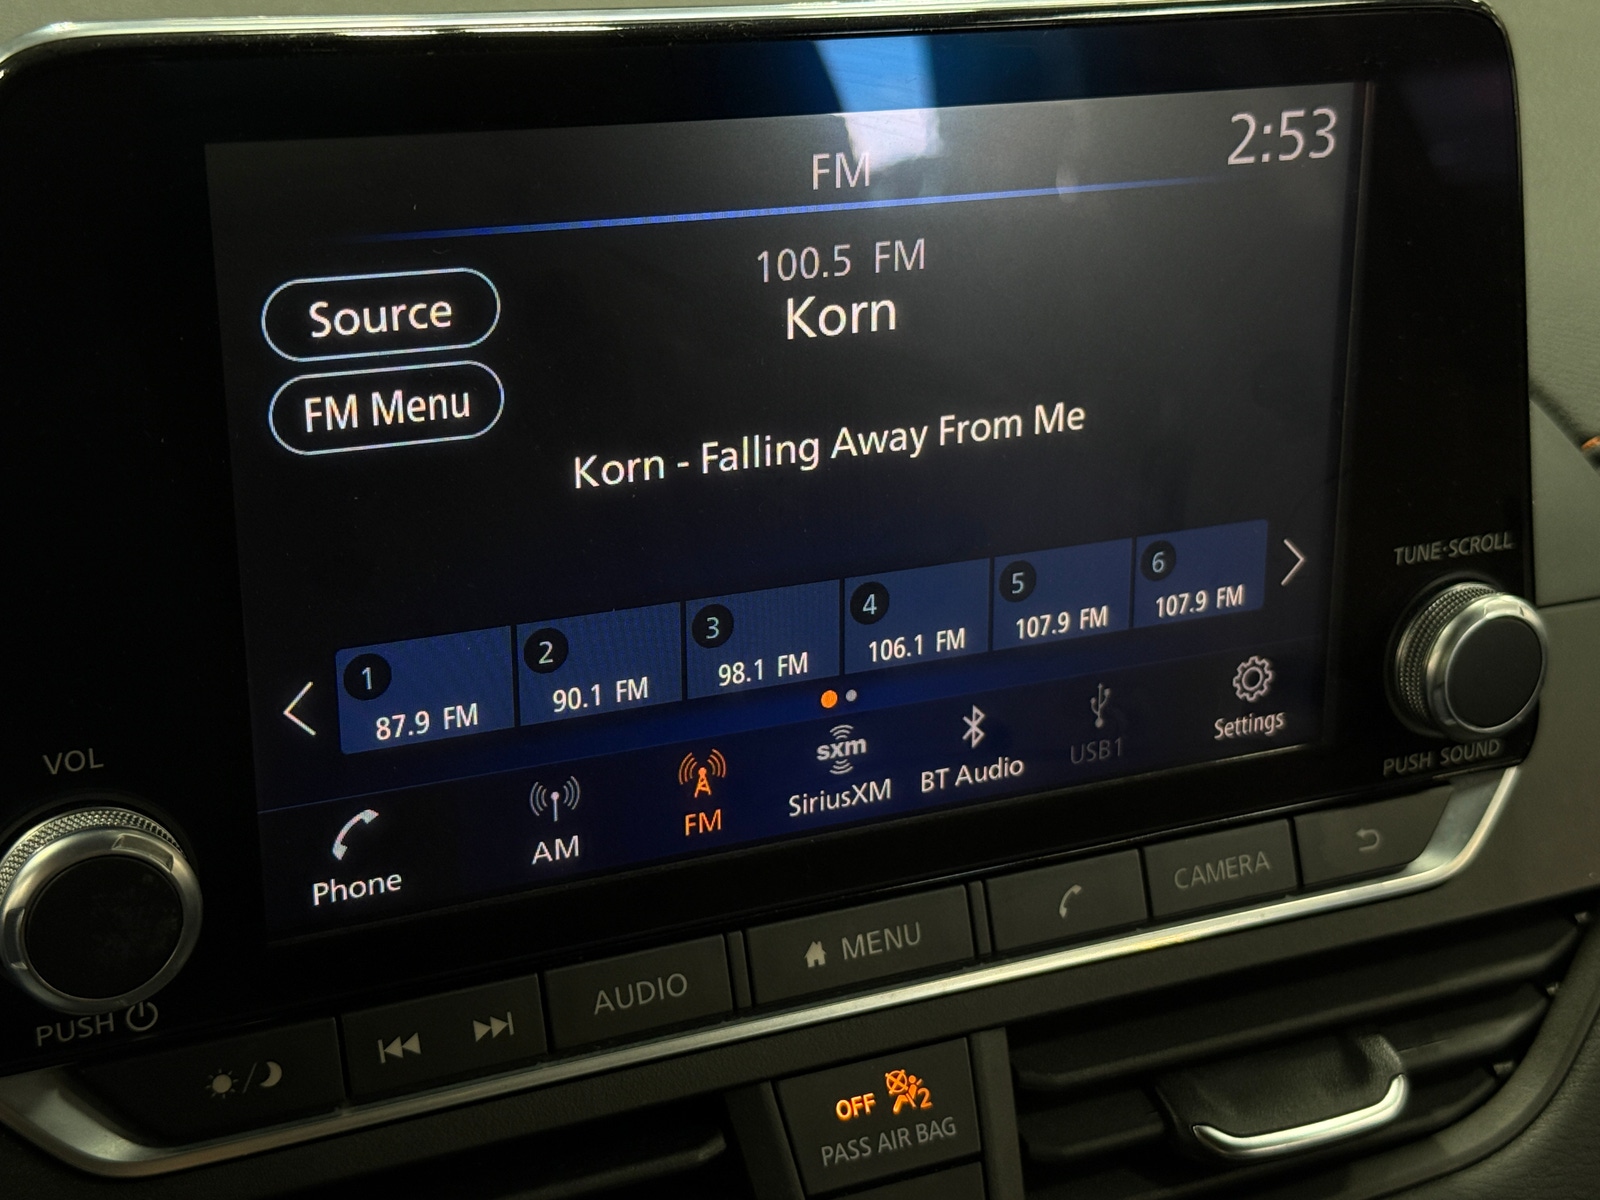 FM
2:53
100.5 FM
Korn
Source
FM Menu
Korn - Falling Away From Me
1
87.9 FM
2
90.1 FM
3
98.1 FM
4
106.1 FM
5
107.9 FM
6
107.9 FM
Phone
AM
FM
sxm
SiriusXM
BT Audio
USB1
Settings
VOL
PUSH
TUNE·SCROLL
PUSH SOUND
AUDIO
MENU
CAMERA
OFF 2
PASS AIR BAG